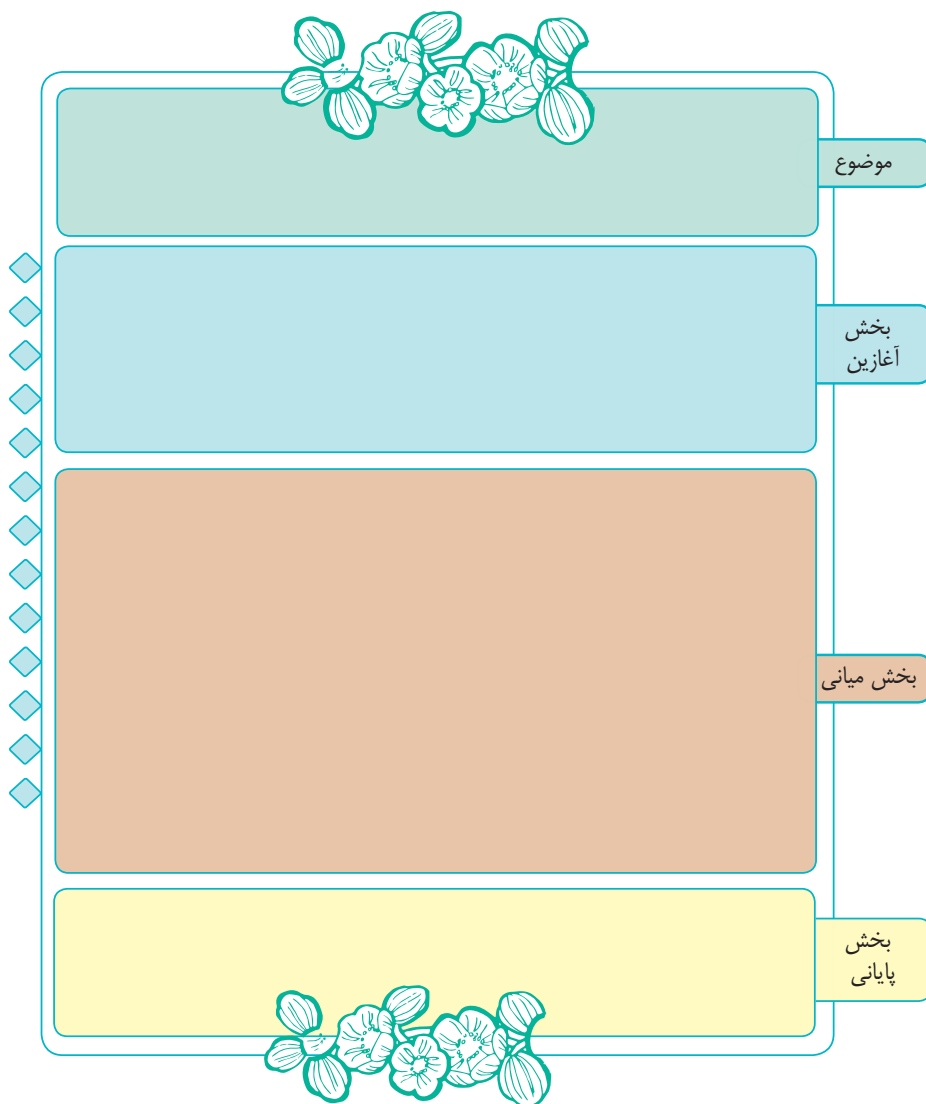 موضوع
بخش
آغازین
بخش میانی
بخش
پایانی